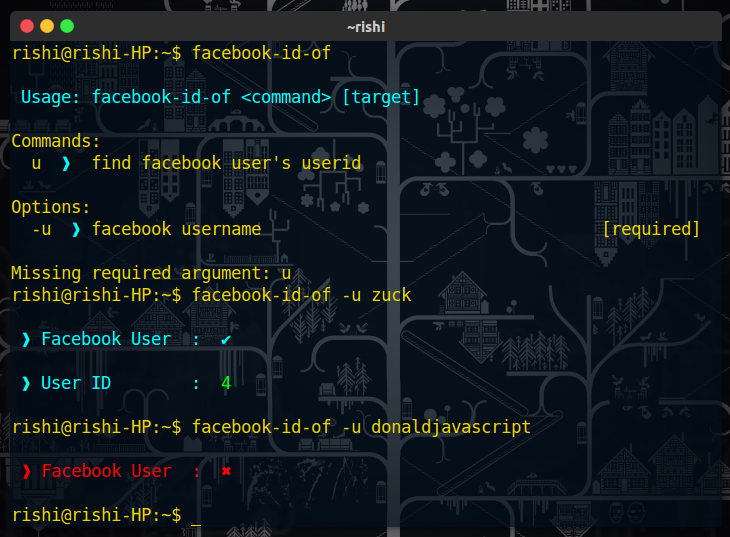 ~rishi
rishi@rishi-HP:~$ facebook-id-of
Usage: facebook-id-of <command> [target]
Commands:
u ❱ find facebook user's userid
Options:
-u ❱ facebook username [required]
Missing required argument: u
rishi@rishi-HP:~$ facebook-id-of -u zuck
❱ Facebook User : ✔
❱ User ID : 4
rishi@rishi-HP:~$ facebook-id-of -u donaldjavascript
❱ Facebook User : ✖
rishi@rishi-HP:~$ _